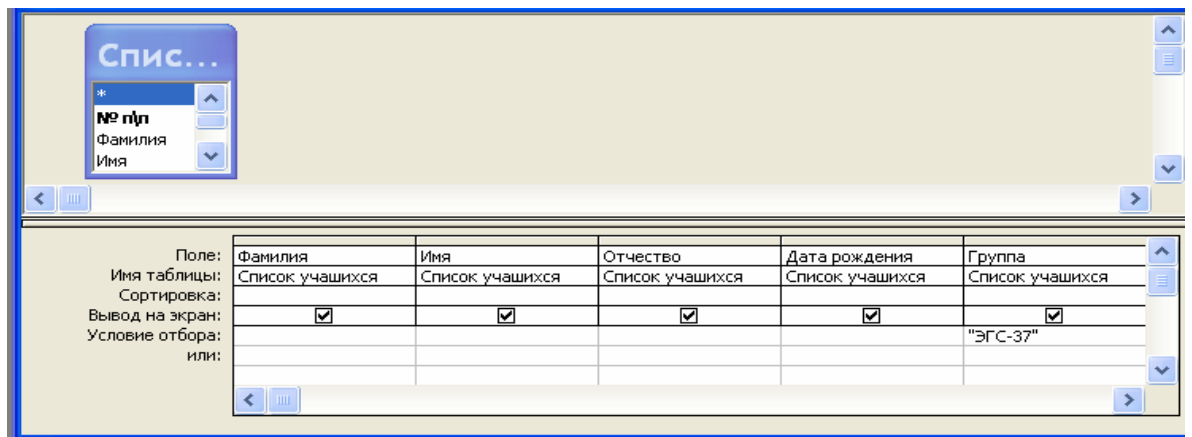 Спис...
*
№ п\п
Фамилия
Имя
Поле: Фамилия Имя Отчество Дата рождения Группа
Имя таблицы: Список учашихся Список учашихся Список учашихся Список учашихся Список учашихся
Сортировка:
Вывод на экран:
Условие отбора: "ЭГС-37"
или: